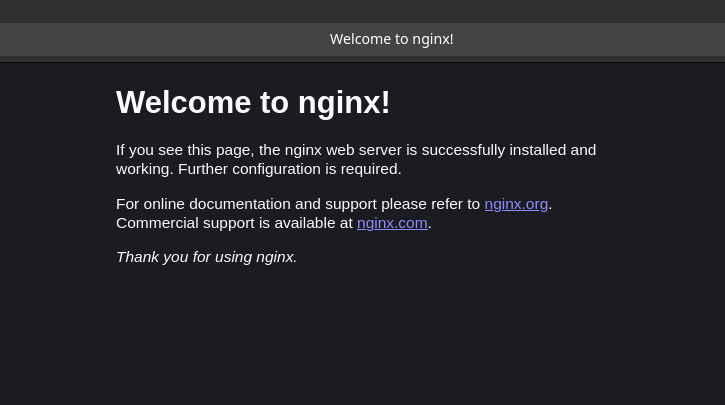 Welcome to nginx!
Welcome to nginx!
If you see this page, the nginx web server is successfully installed and
working. Further configuration is required.
For online documentation and support please refer to nginx.org.
Commercial support is available at nginx.com.
Thank you for using nginx.